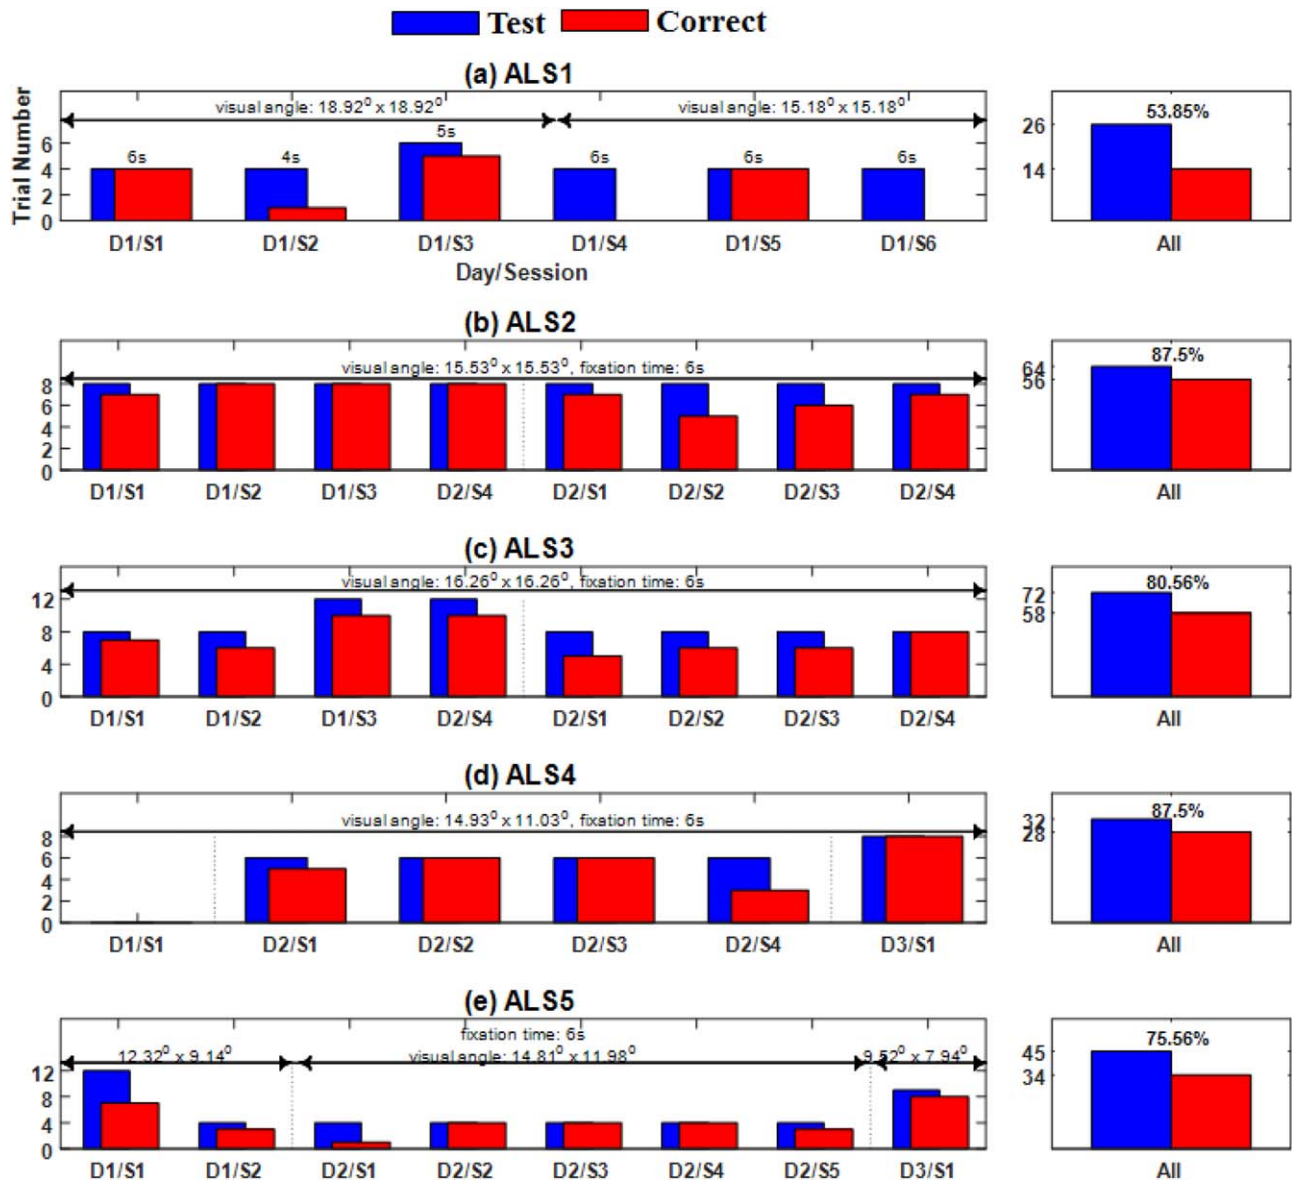 Test Correct
(a) ALS1
visual angle: 18.92⁰ x 18.92⁰ visual angle: 15.18⁰ x 15.18⁰ 53.85%
Trial Number
6s 4s 5s 6s 6s 6s
6
4
2
0
26
14
D1/S1 D1/S2 D1/S3 D1/S4 D1/S5 D1/S6 All
Day/Session
(b) ALS2
visual angle: 15.53⁰ x 15.53⁰, fixation time: 6s 87.5%
8
6
4
2
0
64
56
D1/S1 D1/S2 D1/S3 D2/S4 D2/S1 D2/S2 D2/S3 D2/S4 All
(c) ALS3
visual angle: 16.26⁰ x 16.26⁰, fixation time: 6s 80.56%
12
8
4
0
72
58
D1/S1 D1/S2 D1/S3 D2/S4 D2/S1 D2/S2 D2/S3 D2/S4 All
(d) ALS4
visual angle: 14.93⁰ x 11.03⁰, fixation time: 6s 87.5%
8
6
4
2
0
32
28
D1/S1 D2/S1 D2/S2 D2/S3 D2/S4 D3/S1 All
(e) ALS5
fixation time: 6s 75.56%
12.32⁰ x 9.14⁰ visual angle: 14.81⁰ x 11.98⁰ 9.52⁰ x 7.94⁰
12
8
4
0
45
34
D1/S1 D1/S2 D2/S1 D2/S2 D2/S3 D2/S4 D2/S5 D3/S1 All